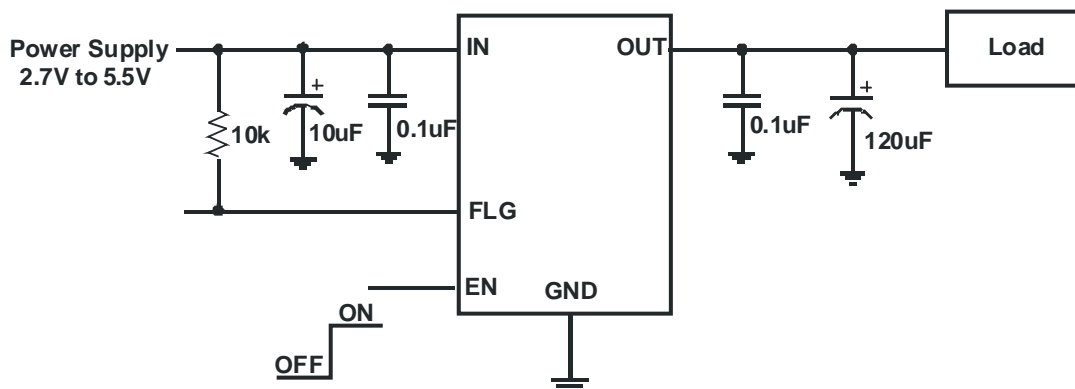 Power Supply
2.7V to 5.5V
IN
OUT
Load
10k
10uF
+
0.1uF
0.1uF
+
120uF
FLG
EN
GND
ON
OFF